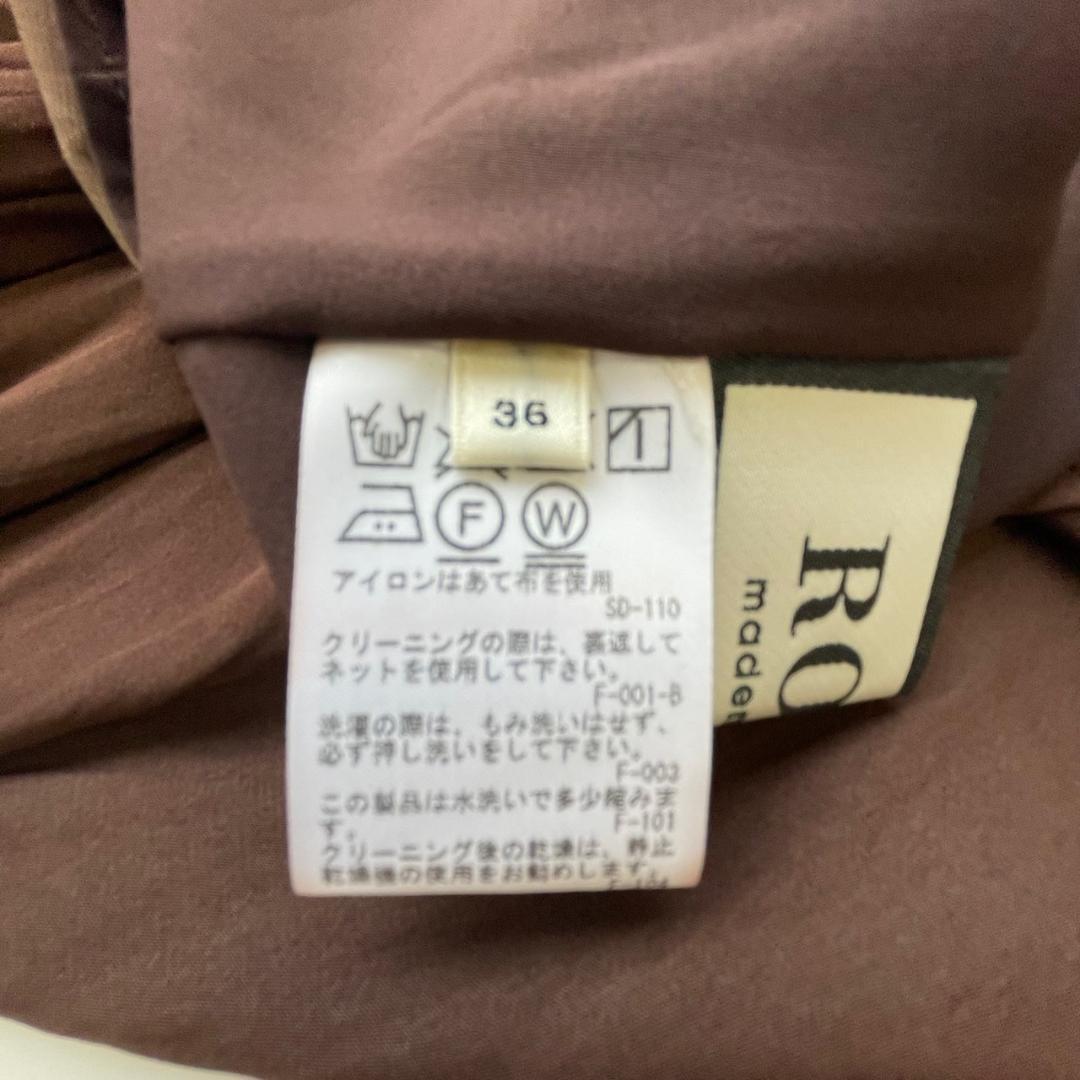 36
F W
アイロンはあて布を使用
SD-110
クリーニングの際は、裏返して
ネットを使用して下さい。
F-001-B
洗濯の際は、もみ洗いはせず、
必ず押し洗いをして下さい。
F-003
この製品は水洗いで多少縮みま
す。
F-101
クリーニング後の乾燥は、静止
乾燥機の使用をお勧めします。
RO
made